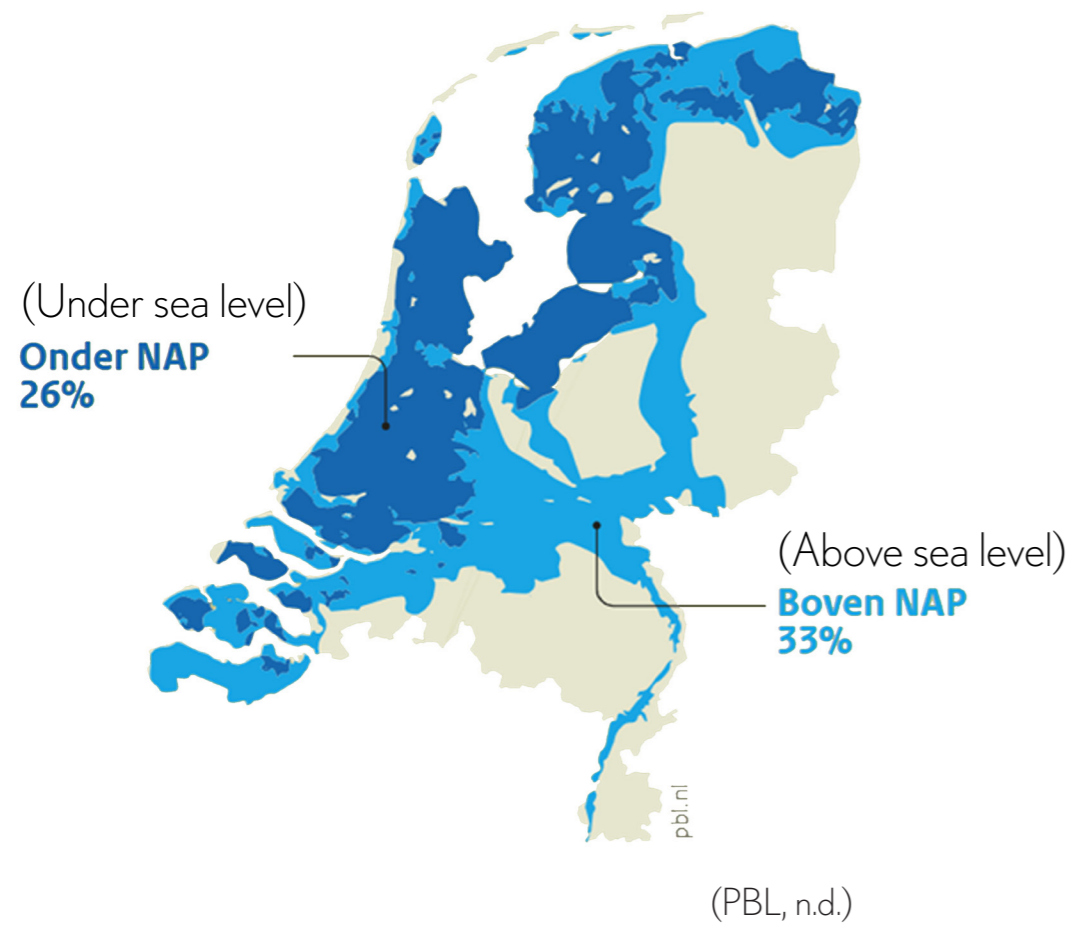 (Under sea level)
Onder NAP
26%
(Above sea level)
Boven NAP
33%
pbl.nl
(PBL, n.d.)